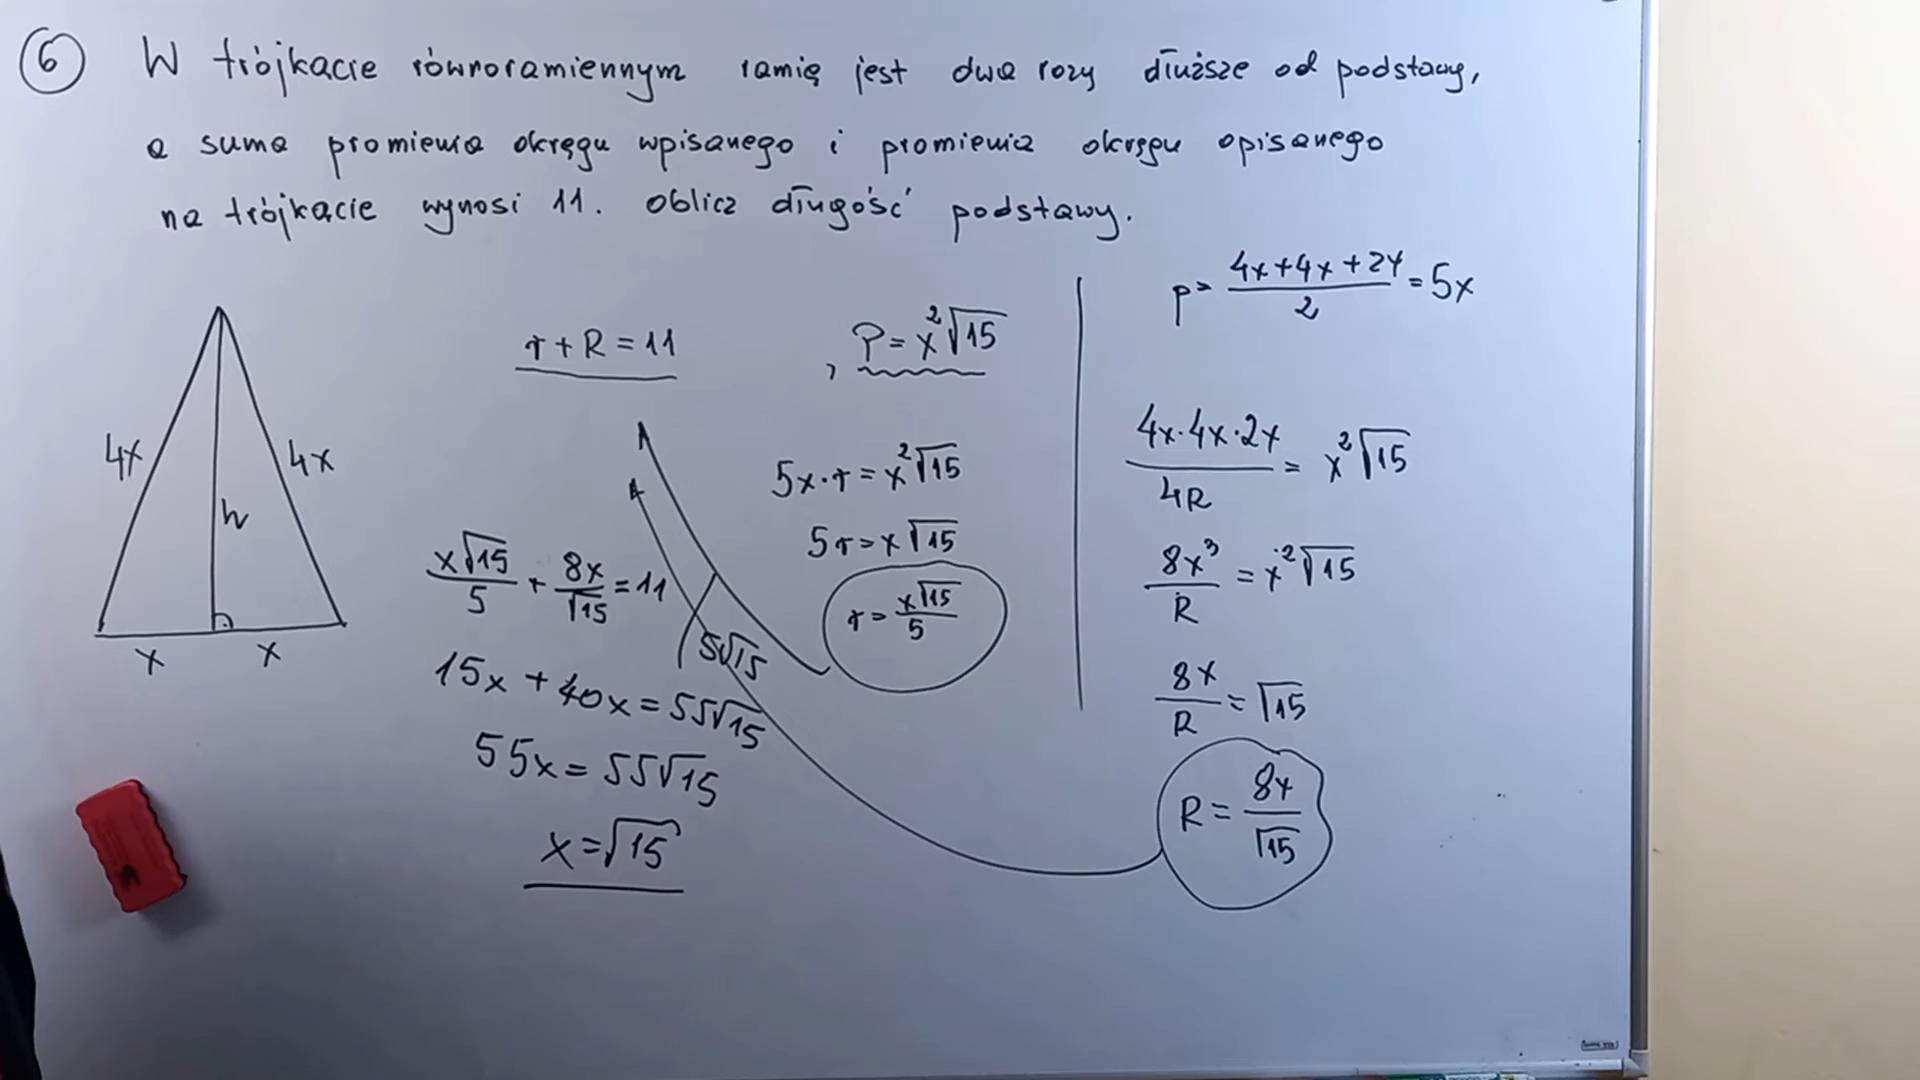 6 W trójkącie równoramiennym ramię jest dwa razy dłuższe od podstawy,
a suma promienia okręgu wpisanego i promienia okręgu opisanego
na trójkącie wynosi 11. Oblicz długość podstawy.
4x
4x
h
x
x
r + R = 11
, P = x²√15
5x·r = x²√15
5r = x√15
r = x√15/5
x√15/5 + 8x/√15 = 11
5√15
15x + 40x = 55√15
55x = 55√15
x = √15
p = (4x+4x+2x)/2 = 5x
4x·4x·2x/4R = x²√15
8x³/R = x²√15
8x/R = √15
R = 8x/√15